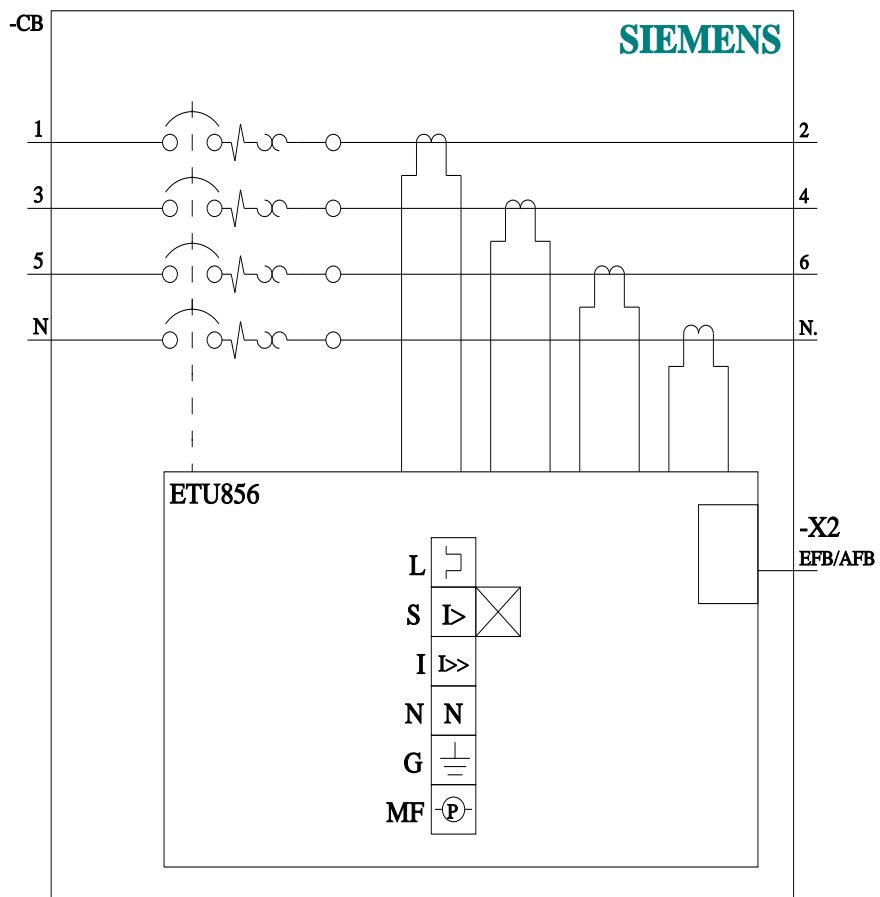 -CB
SIEMENS
1 2
3 4
5 6
N N.
ETU856
-X2
EFB/AFB
L
S I>
I I>>
N N
G
MF P